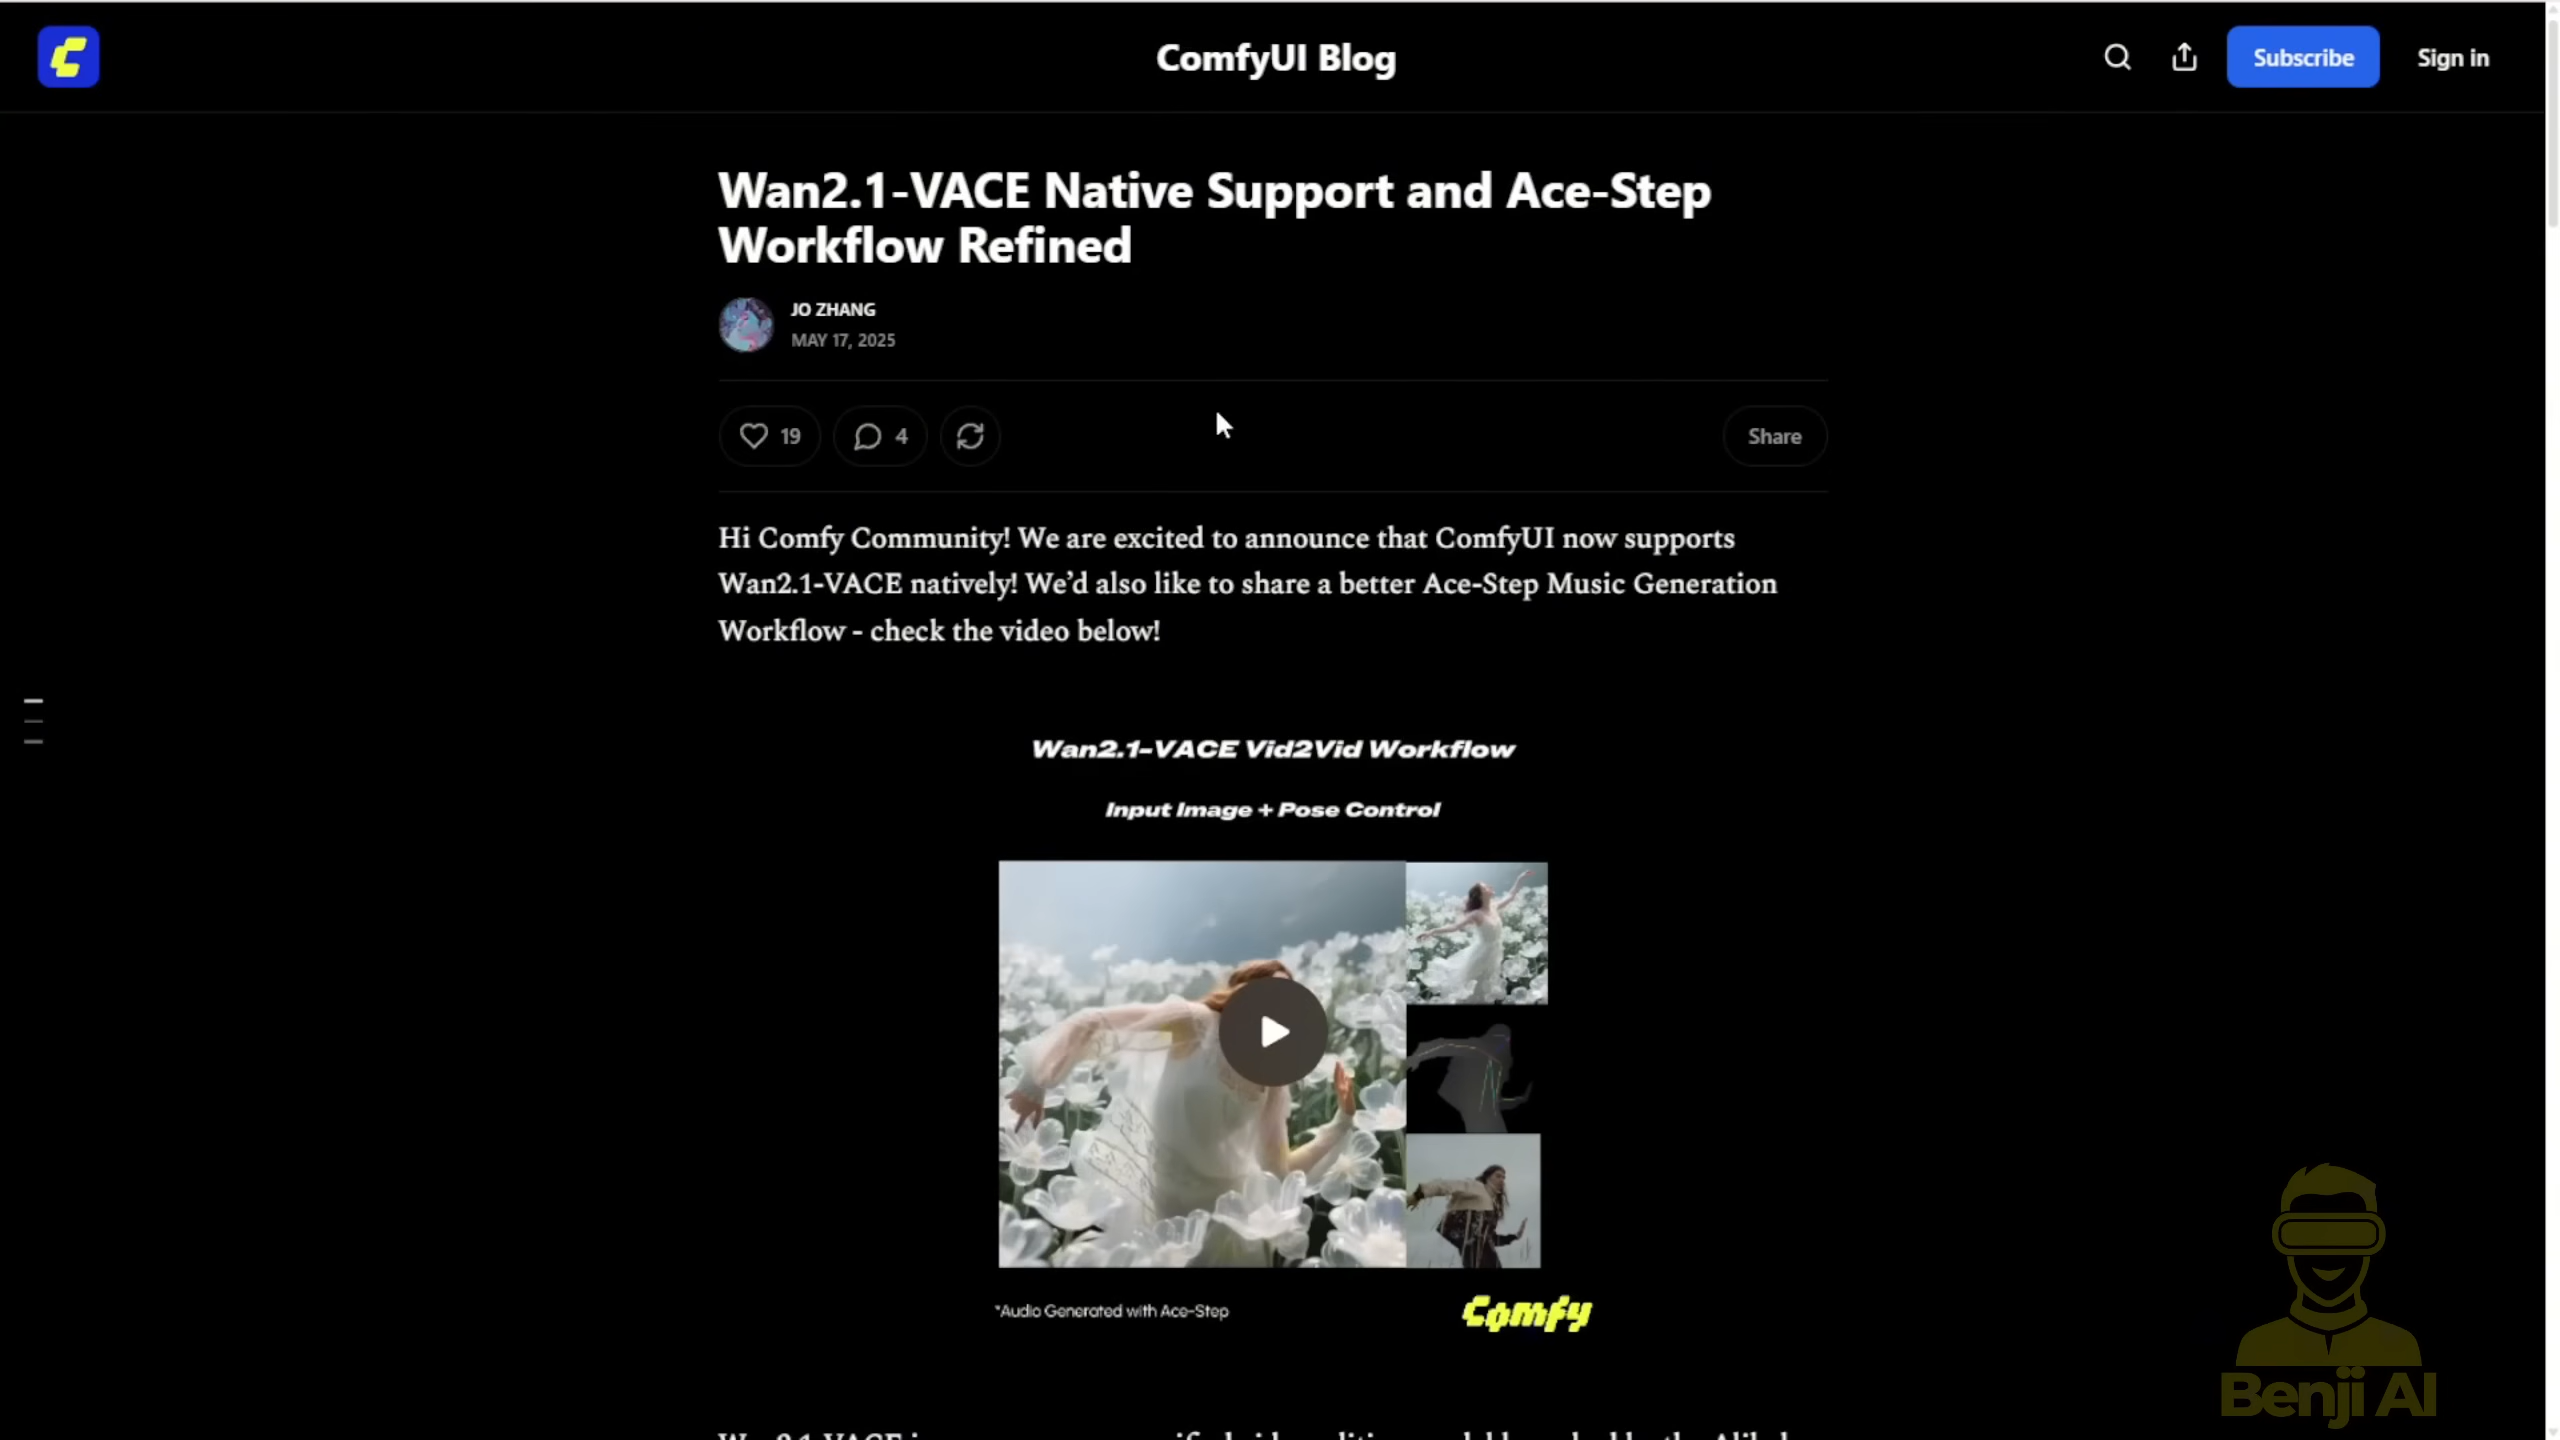 ComfyUI Blog
Subscribe
Sign in
Wan2.1-VACE Native Support and Ace-Step
Workflow Refined
JO ZHANG
MAY 17, 2025
19
4
Share
Hi Comfy Community! We are excited to announce that ComfyUI now supports
Wan2.1-VACE natively! We’d also like to share a better Ace-Step Music Generation
Workflow - check the video below!
Wan2.1-VACE Vid2Vid Workflow
Input Image + Pose Control
*Audio Generated with Ace-Step
Comfy
Benji AI